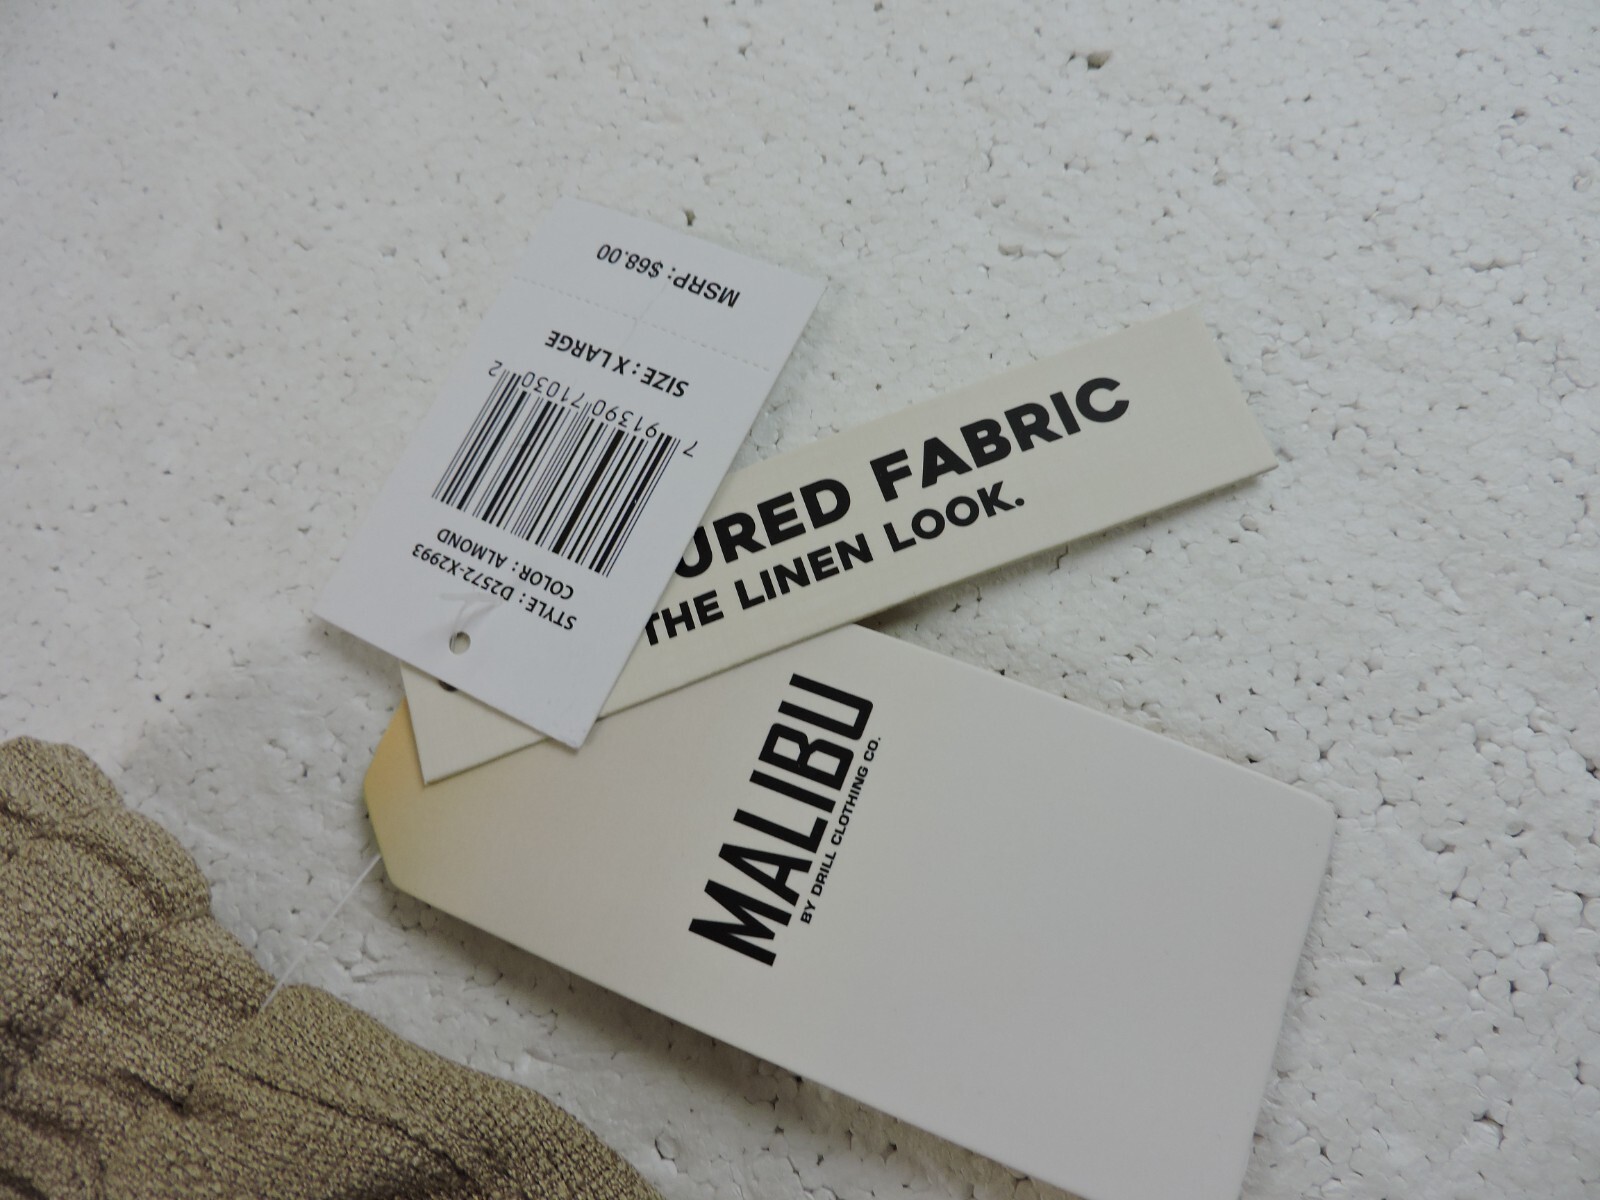 STYLE: D2572-X2993
COLOR: ALMOND
7 91390 71030 2
SIZE: X LARGE
MSRP: $68.00
URED FABRIC
THE LINEN LOOK.
MALIBU
BY DRILL CLOTHING CO.